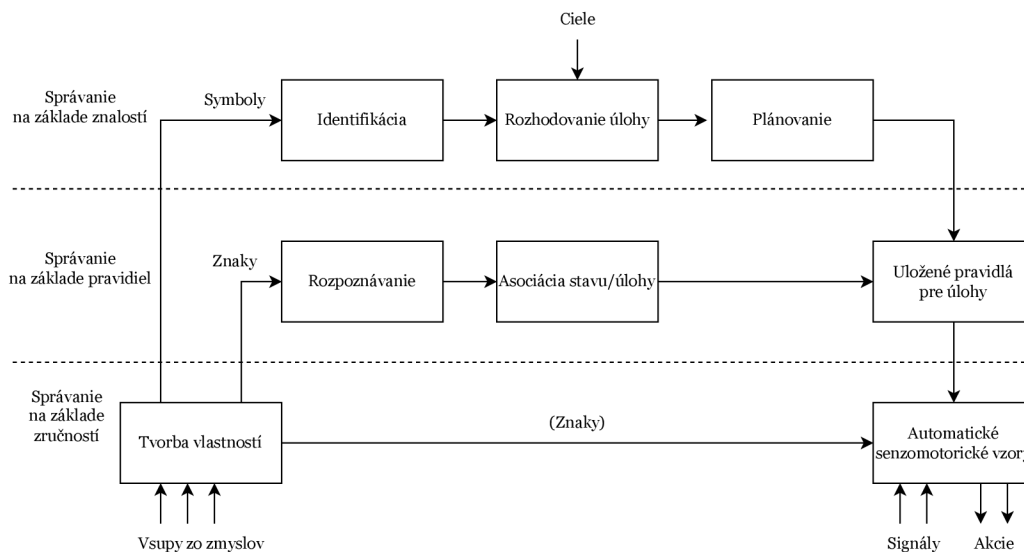 Ciele
Správanie
na základe znalostí
Symboly
Identifikácia
Rozhodovanie úlohy
Plánovanie
Správanie
na základe pravidiel
Znaky
Rozpoznávanie
Asociácia stavu/úlohy
Uložené pravidlá
pre úlohy
Správanie
na základe
zručností
Tvorba vlastností
(Znaky)
Automatické
senzomotorické vzory
Vsupy zo zmyslov
Signály
Akcie